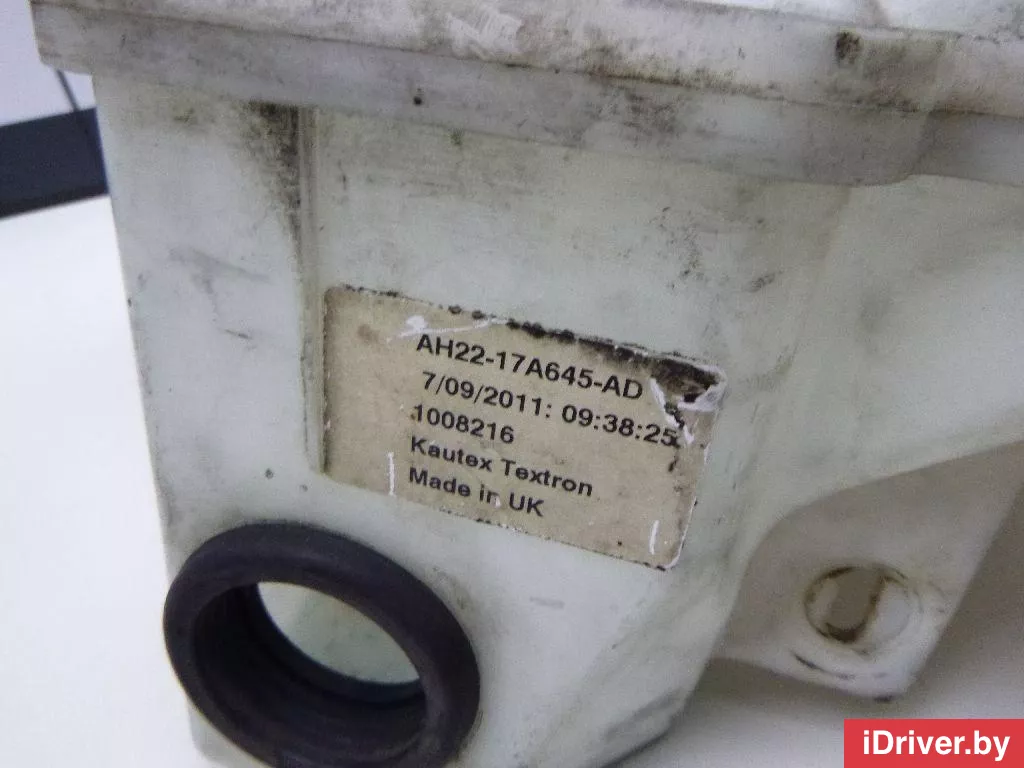 AH22-17A645-AD
7/09/2011: 09:38:25
1008216
Kautex Textron
Made in UK
iDriver.by